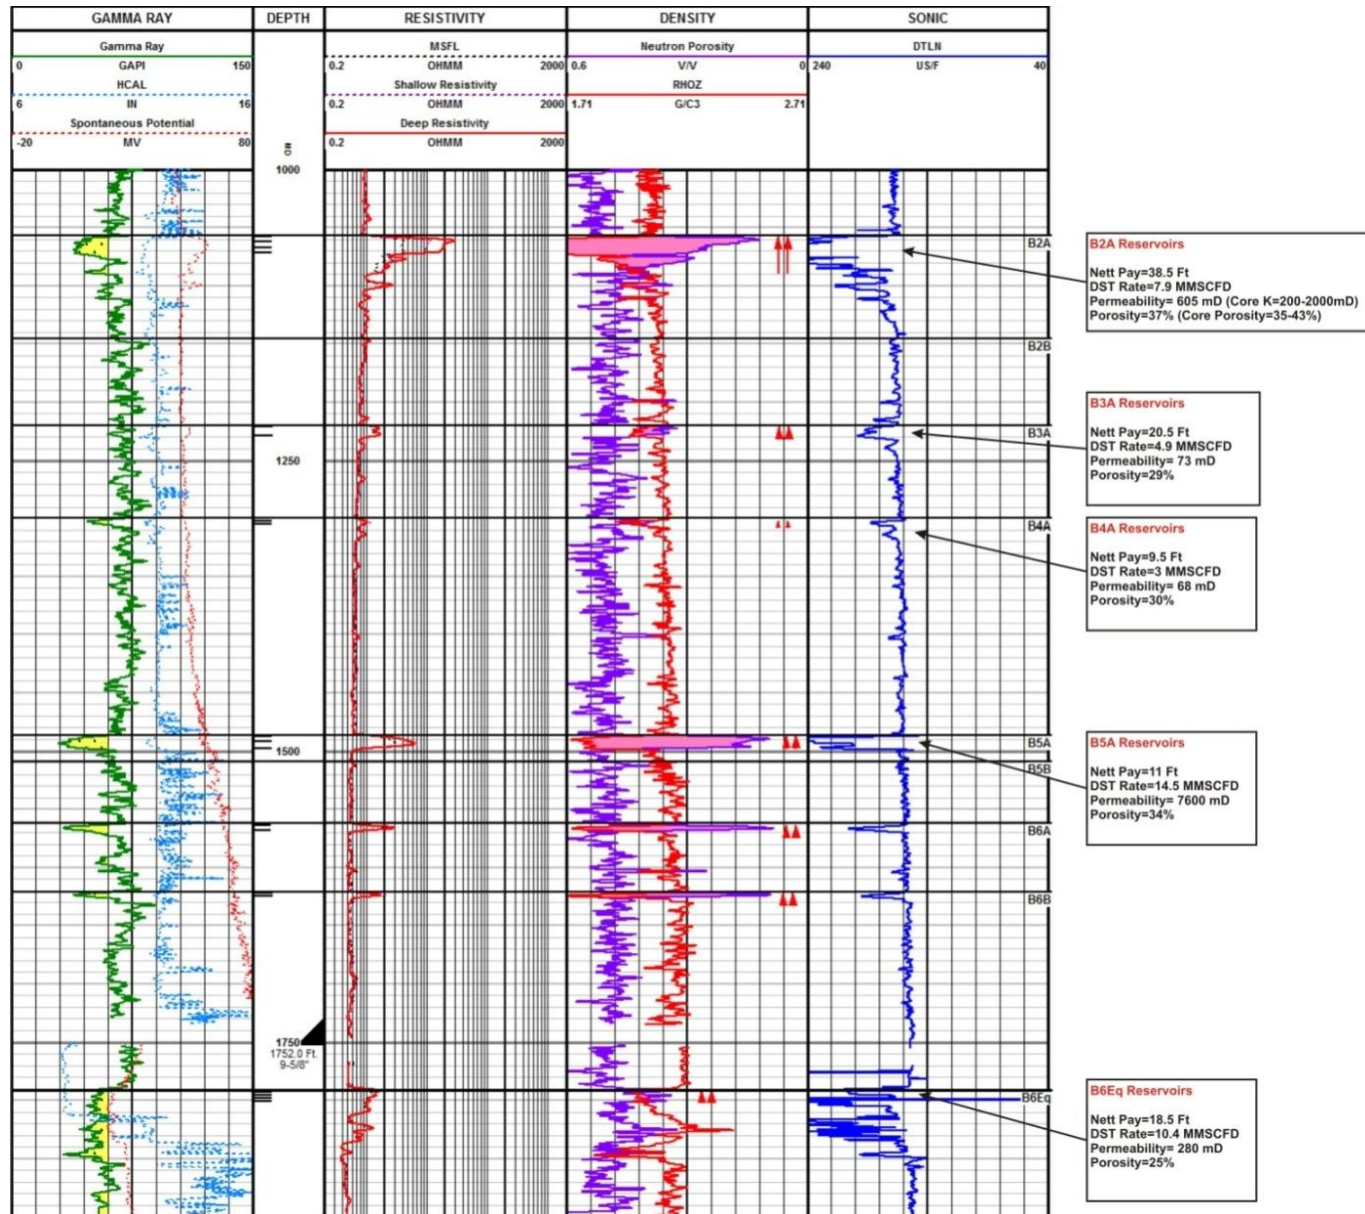 GAMMA RAY DEPTH RESISTIVITY DENSITY SONIC
Gamma Ray
0 GAPI 150
HCAL
6 IN 16
Spontaneous Potential
-20 MV 80
MD
MSFL
0.2 OHMM 2000
Shallow Resistivity
0.2 OHMM 2000
Deep Resistivity
0.2 OHMM 2000
Neutron Porosity
0.6 V/V 0
RHOZ
1.71 G/C3 2.71
DTLN
240 US/F 40
1000
1250
1500
1750
1752.0 Ft.
9-5/8"
B2A
B2B
B3A
B4A
B5A
B5B
B6A
B6B
B6Eq
B2A Reservoirs
Nett Pay=38.5 Ft
DST Rate=7.9 MMSCFD
Permeability= 605 mD (Core K=200-2000mD)
Porosity=37% (Core Porosity=35-43%)
B3A Reservoirs
Nett Pay=20.5 Ft
DST Rate=4.9 MMSCFD
Permeability= 73 mD
Porosity=29%
B4A Reservoirs
Nett Pay=9.5 Ft
DST Rate=3 MMSCFD
Permeability= 68 mD
Porosity=30%
B5A Reservoirs
Nett Pay=11 Ft
DST Rate=14.5 MMSCFD
Permeability= 7600 mD
Porosity=34%
B6Eq Reservoirs
Nett Pay=18.5 Ft
DST Rate=10.4 MMSCFD
Permeability= 280 mD
Porosity=25%